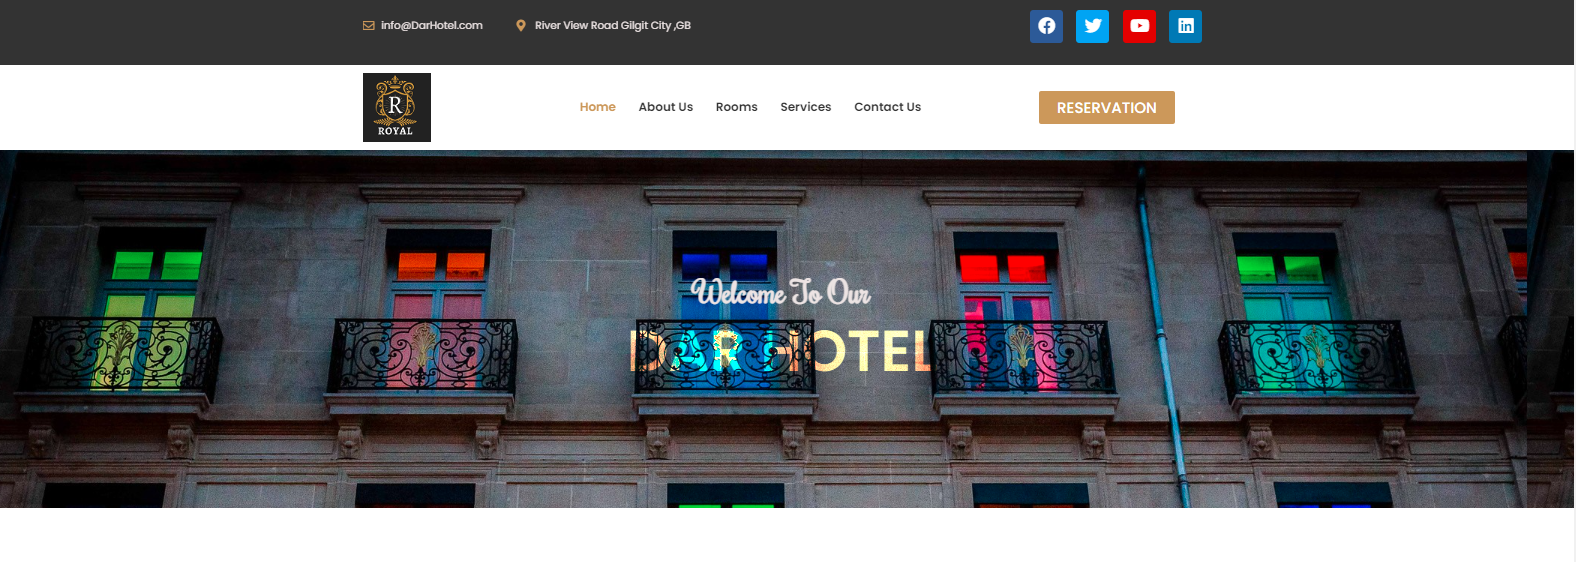 info@DarHotel.com
River View Road Gilgit City ,GB
R
ROYAL
Home
About Us
Rooms
Services
Contact Us
RESERVATION
Welcome To Our
DAR HOTEL